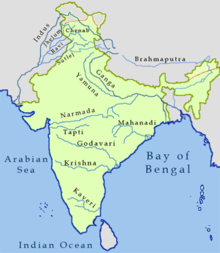 Indus
Jhelum
Chenab
Ravi
Sutlej
Ganga
Yamuna
Brahmaputra
Narmada
Mahanadi
Tapti
Godavari
Krishna
Kaveri
Arabian
Sea
Bay of
Bengal
Indian Ocean